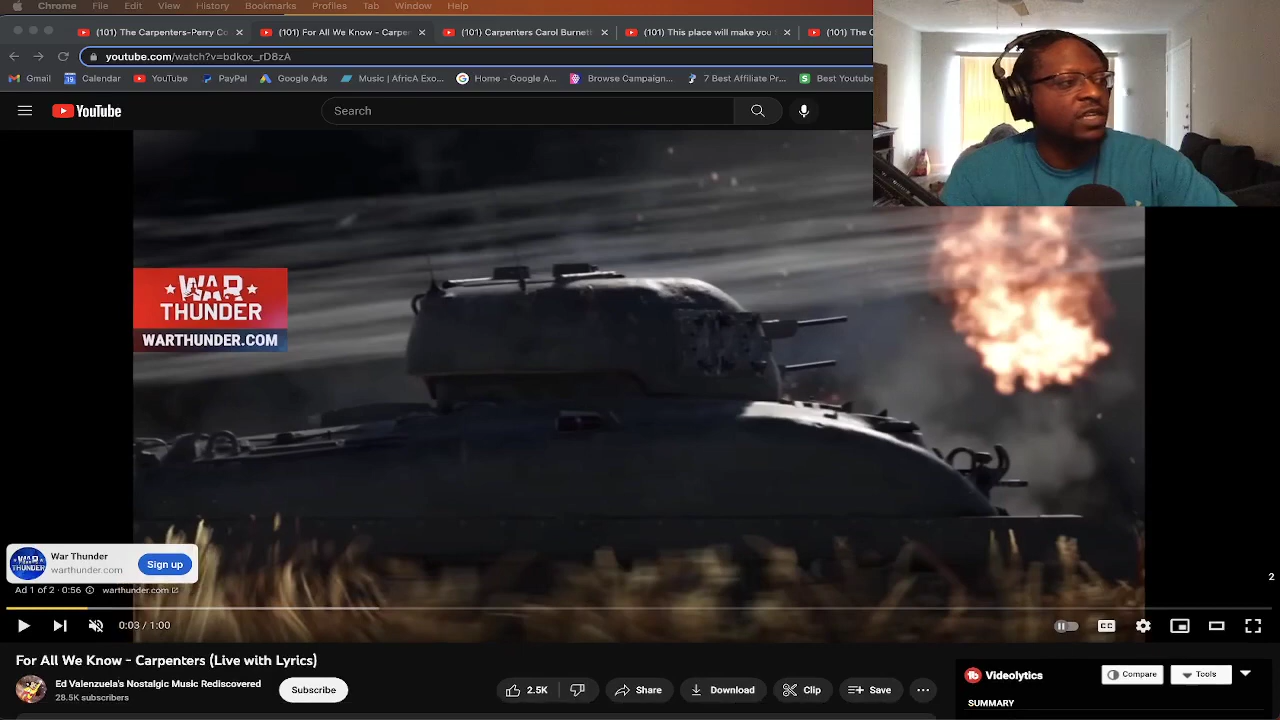 Chrome File Edit View History Bookmarks Profiles Tab Window Help
(101) The Carpenters-Perry Co
(101) For All We Know - Carpe
(101) Carpenters Carol Burnet
(101) This place will make you
(101) The C
youtube.com/watch?v=bdkox_rD8zA
Gmail Calendar YouTube PayPal Google Ads Music | AfricA Exo... Home - Google A... Browse Campaign... 7 Best Affiliate Pr... Best Youtube
YouTube
Search
WAR
THUNDER
WARTHUNDER.COM
WAR
THUNDER
War Thunder
warthunder.com
Sign up
Ad 1 of 2 · 0:56 warthunder.com
2
0:03 / 1:00
CC
For All We Know - Carpenters (Live with Lyrics)
Ed Valenzuela's Nostalgic Music Rediscovered
28.5K subscribers
Subscribe
2.5K
Share
Download
Clip
Save
Videolytics
Compare
Tools
SUMMARY